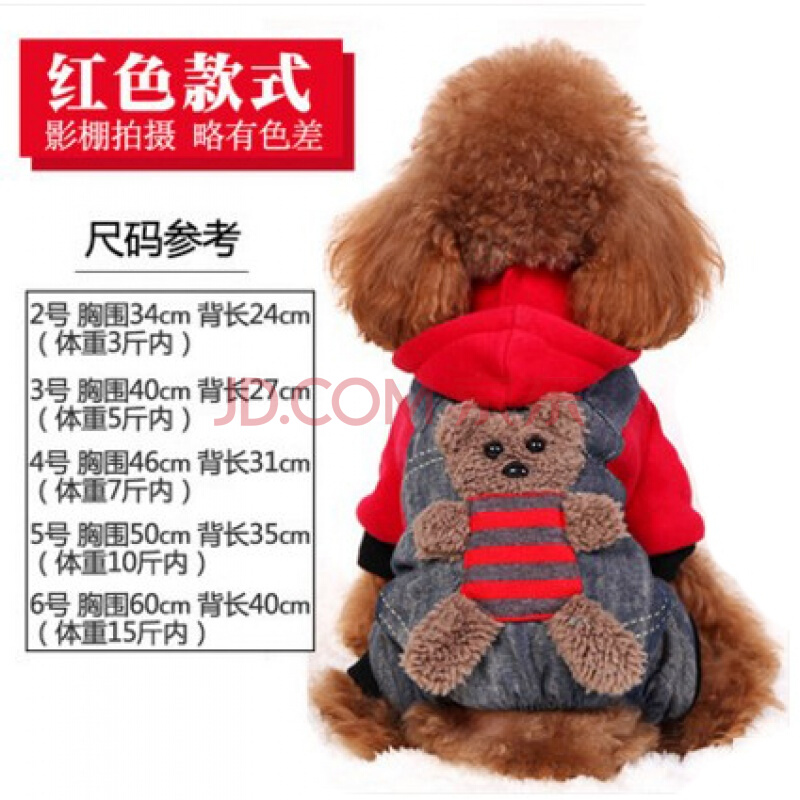 红色款式
影棚拍摄 略有色差
尺码参考
2号 胸围34cm 背长24cm
（体重3斤内）
3号 胸围40cm 背长27cm
（体重5斤内）
4号 胸围46cm 背长31cm
（体重7斤内）
5号 胸围50cm 背长35cm
（体重10斤内）
6号 胸围60cm 背长40cm
（体重15斤内）
JD.COM